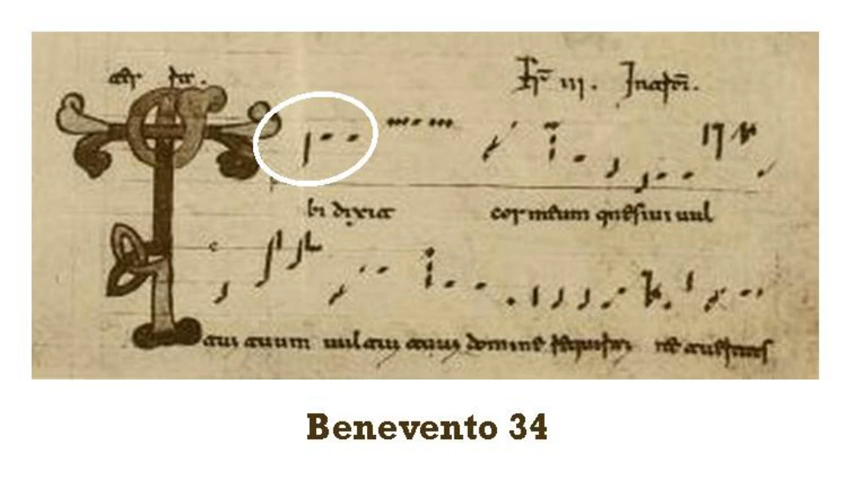 bi dixit cor meum quesiui uul
tum tuum uultum tuum domine requiram ne auertas
Benevento 34